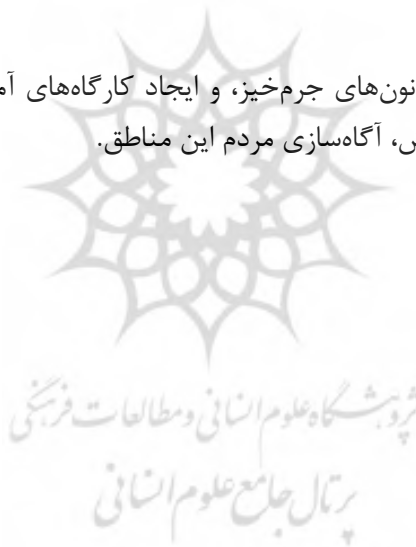 نون‌های جرم‌خیز، و ایجاد کارگاه‌های
آگاه‌سازی مردم این مناطق.
پژوهشگاه علوم انسانی و مطالعات فرهنگی
پرتال جامع علوم انسانی